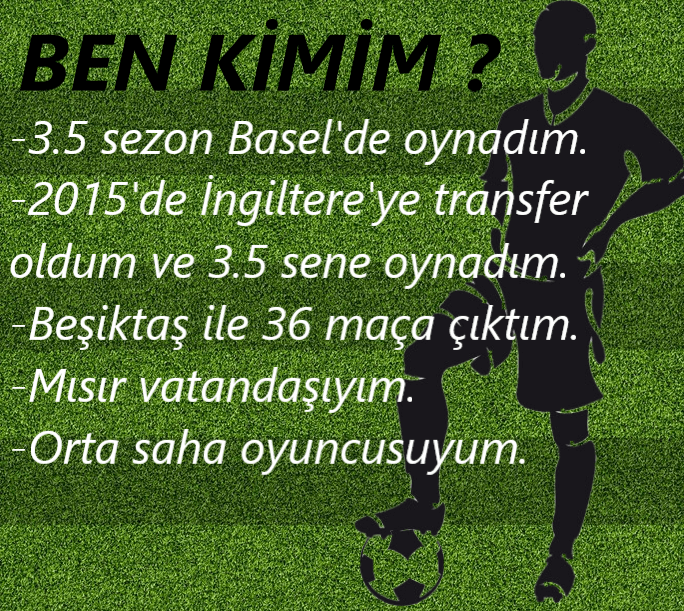 BEN KİMİM ?
-3.5 sezon Basel'de oynadım.
-2015'de İngiltere'ye transfer
oldum ve 3.5 sene oynadım.
-Beşiktaş ile 36 maça çıktım.
-Mısır vatandaşıyım.
-Orta saha oyuncusuyum.